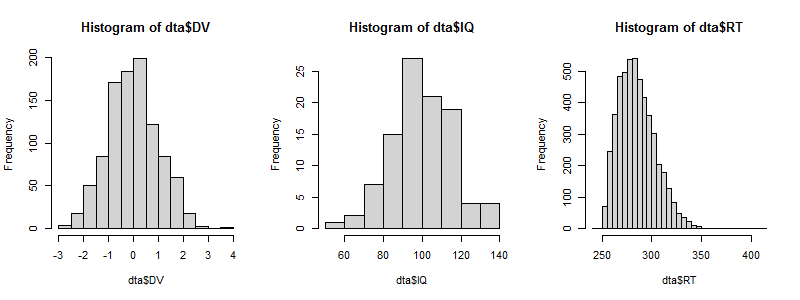 Histogram of dta$DV
Frequency
0
50
100
150
200
-3 -2 -1 0 1 2 3 4
dta$DV
Histogram of dta$IQ
Frequency
0
5
10
15
20
25
60 80 100 120 140
dta$IQ
Histogram of dta$RT
Frequency
0
100
200
300
400
500
250 300 350 400
dta$RT